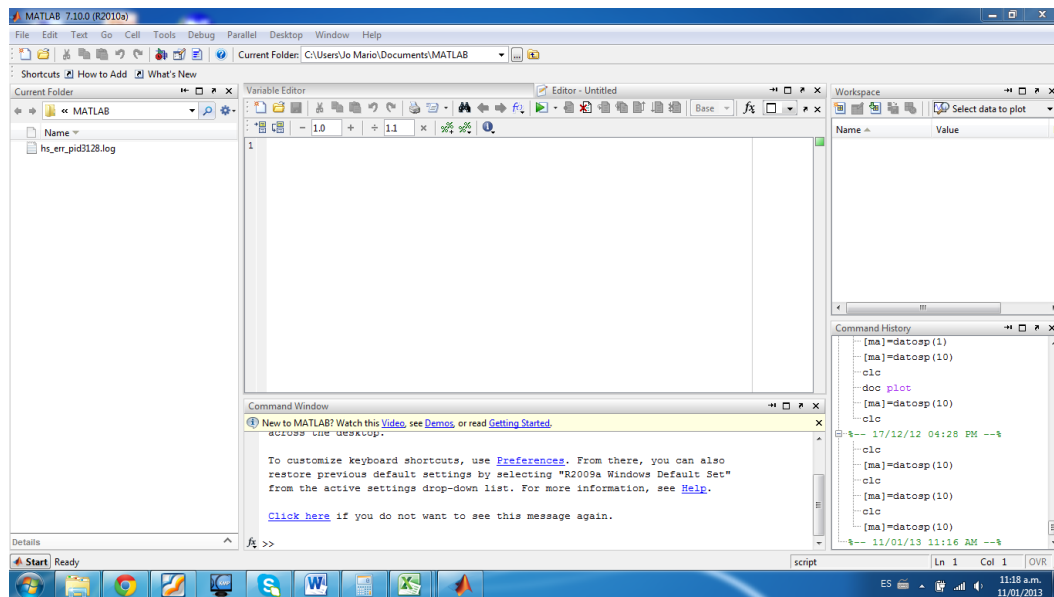 MATLAB 7.10.0 (R2010a)
File Edit Text Go Cell Tools Debug Parallel Desktop Window Help
Current Folder: C:\Users\Jo Mario\Documents\MATLAB
Shortcuts How to Add What's New
Current Folder
« MATLAB
Name
hs_err_pid3128.log
Details
Variable Editor
Editor - Untitled
Base
fx
1.0 + ÷ 1.1 ×
1
Command Window
New to MATLAB? Watch this Video, see Demos, or read Getting Started.
across the desktop.
To customize keyboard shortcuts, use Preferences. From there, you can also
restore previous default settings by selecting "R2009a Windows Default Set"
from the active settings drop-down list. For more information, see Help.
Click here if you do not want to see this message again.
fx >>
Workspace
Select data to plot
Name Value
Command History
[ma]=datosp(1)
[ma]=datosp(10)
clc
doc plot
[ma]=datosp(10)
clc
%-- 17/12/12 04:28 PM --%
clc
[ma]=datosp(10)
clc
[ma]=datosp(10)
clc
[ma]=datosp(10)
%-- 11/01/13 11:16 AM --%
Start Ready
script Ln 1 Col 1 OVR
ES
11:18 a.m.
11/01/2013